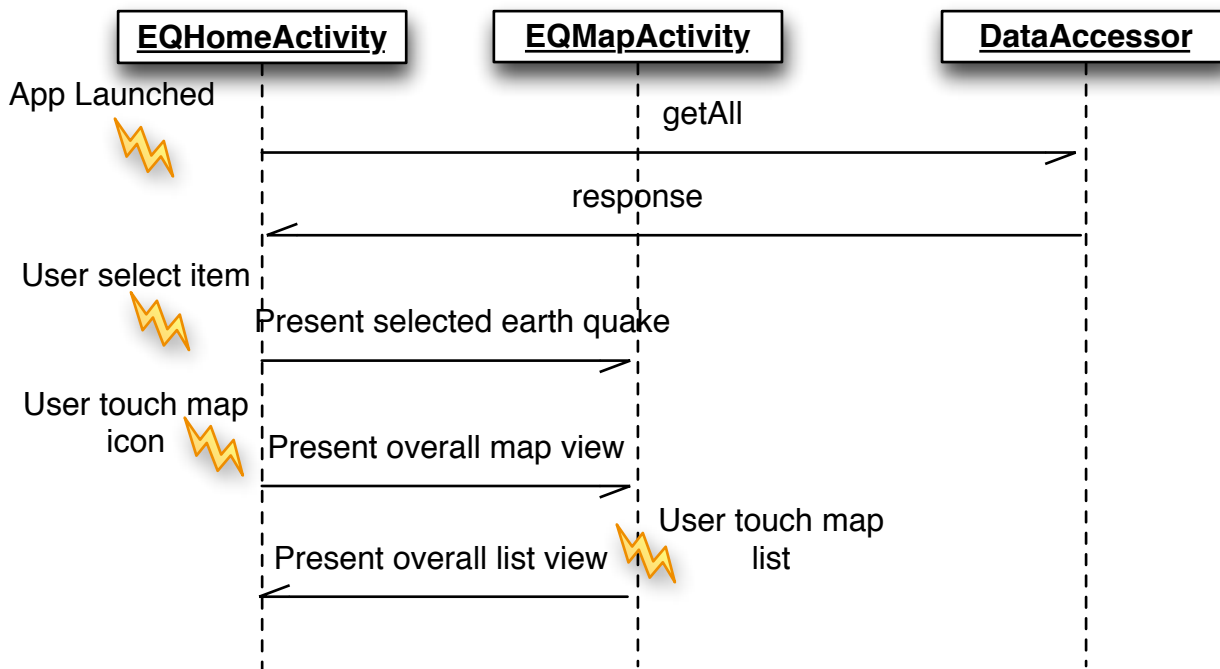 EQHomeActivity
EQMapActivity
DataAccessor
App Launched
getAll
response
User select item
Present selected earth quake
User touch map
icon
Present overall map view
User touch map
list
Present overall list view